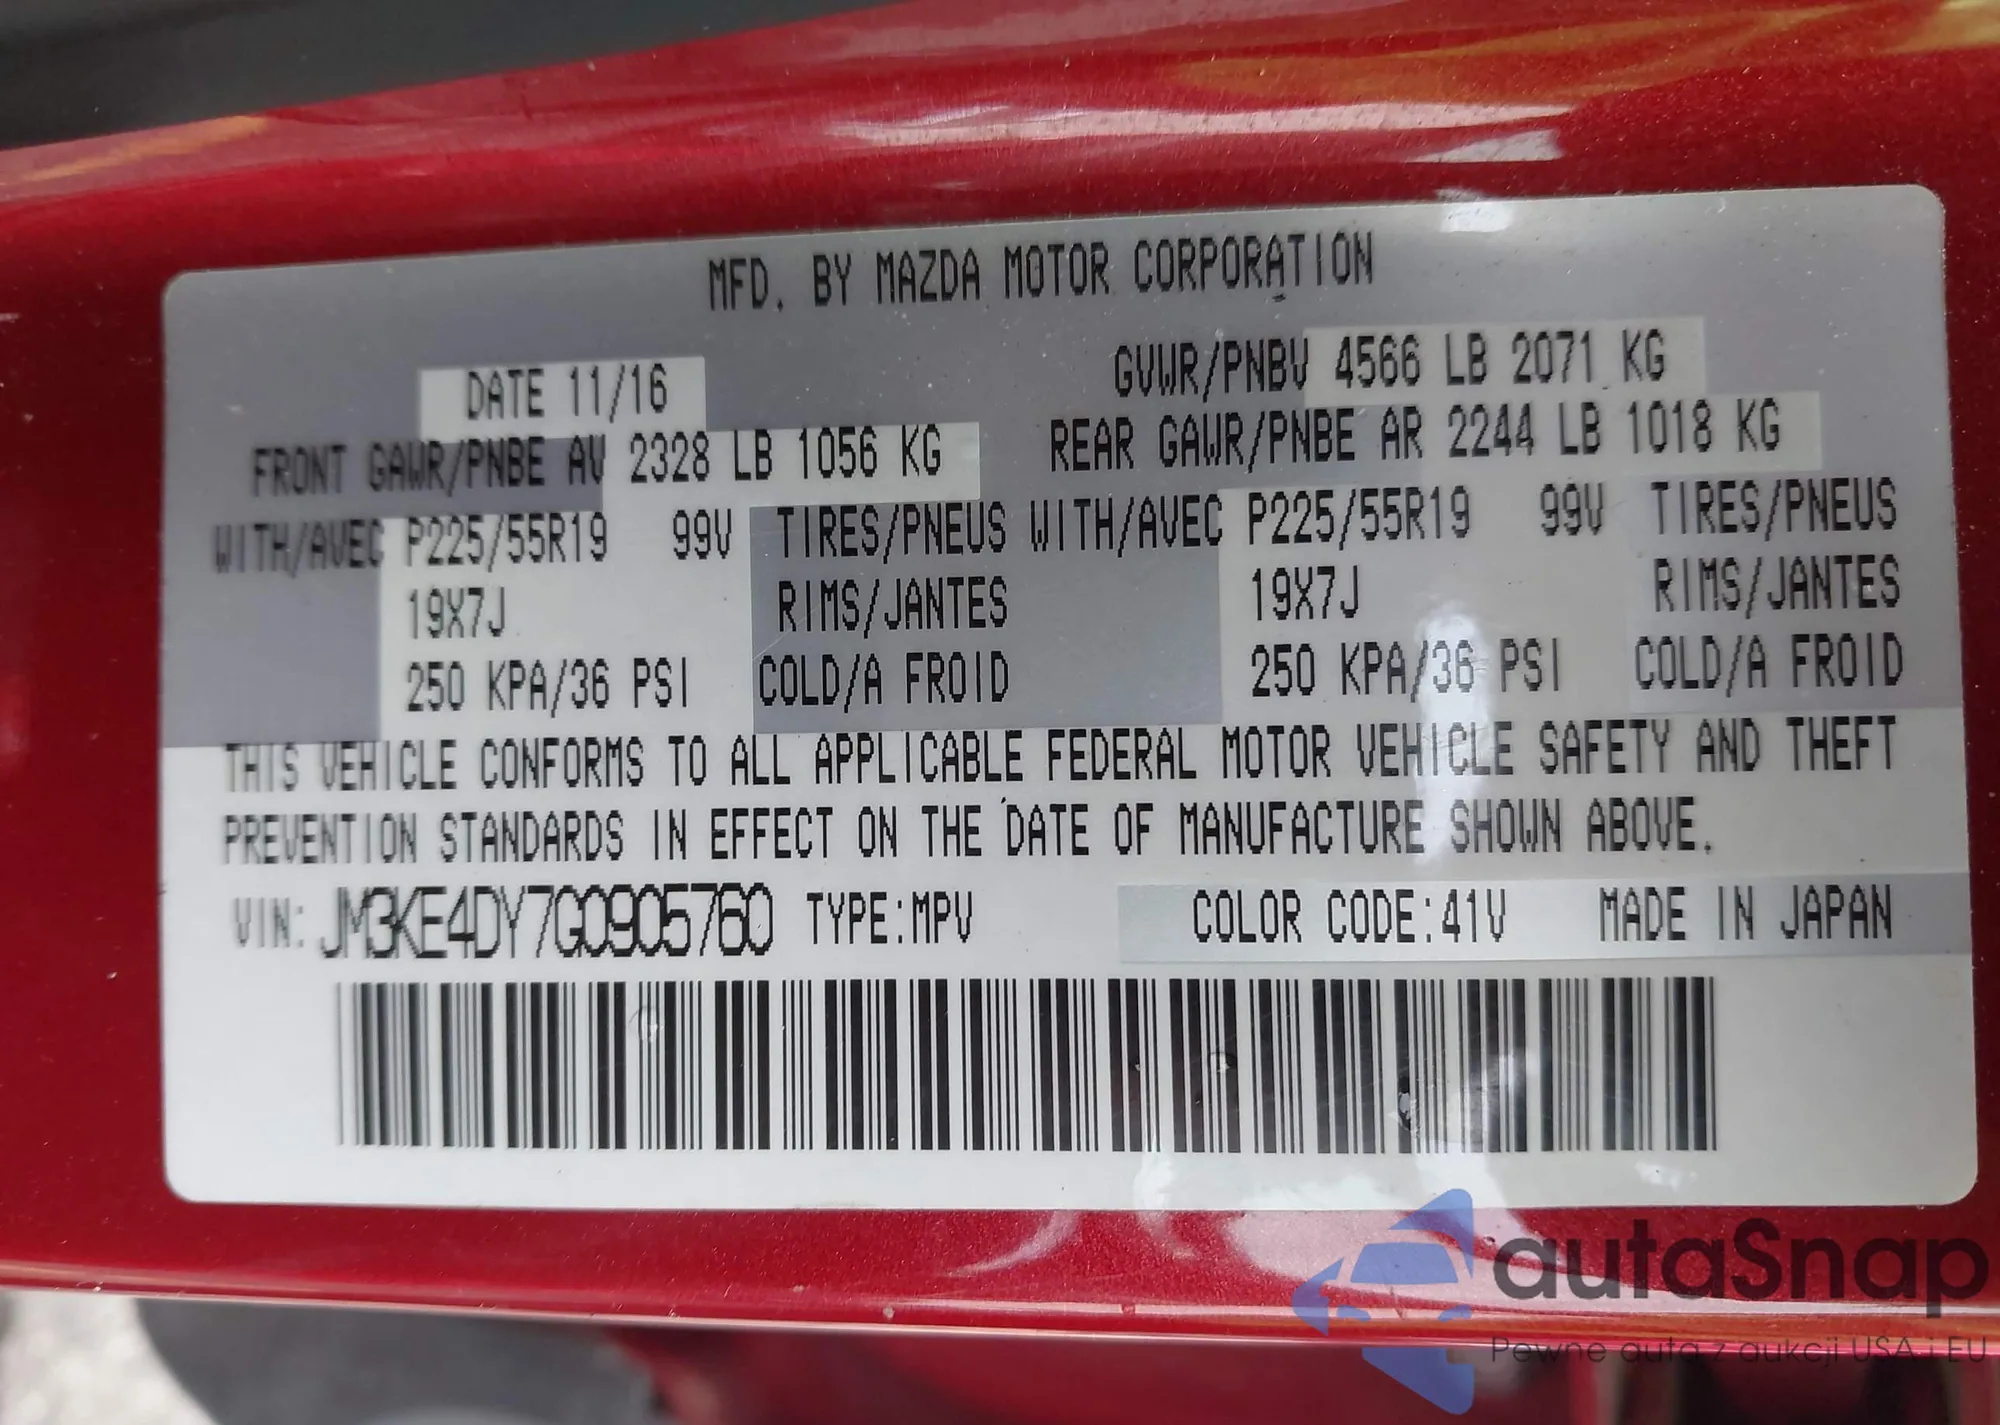 MFD. BY MAZDA MOTOR CORPORATION
DATE 11/16
GVWR/PNBV 4566 LB 2071 KG
FRONT GAWR/PNBE AV 2328 LB 1056 KG
REAR GAWR/PNBE AR 2244 LB 1018 KG
WITH/AVEC P225/55R19 99V TIRES/PNEUS WITH/AVEC P225/55R19 99V TIRES/PNEUS
19X7J RIMS/JANTES 19X7J RIMS/JANTES
250 KPA/36 PSI COLD/A FROID 250 KPA/36 PSI COLD/A FROID
THIS VEHICLE CONFORMS TO ALL APPLICABLE FEDERAL MOTOR VEHICLE SAFETY AND THEFT
PREVENTION STANDARDS IN EFFECT ON THE DATE OF MANUFACTURE SHOWN ABOVE.
VIN: JM3KE4DY7G0905760 TYPE:MPV COLOR CODE:41V MADE IN JAPAN
autaSnap
Pewne auta z aukcji USA i EU